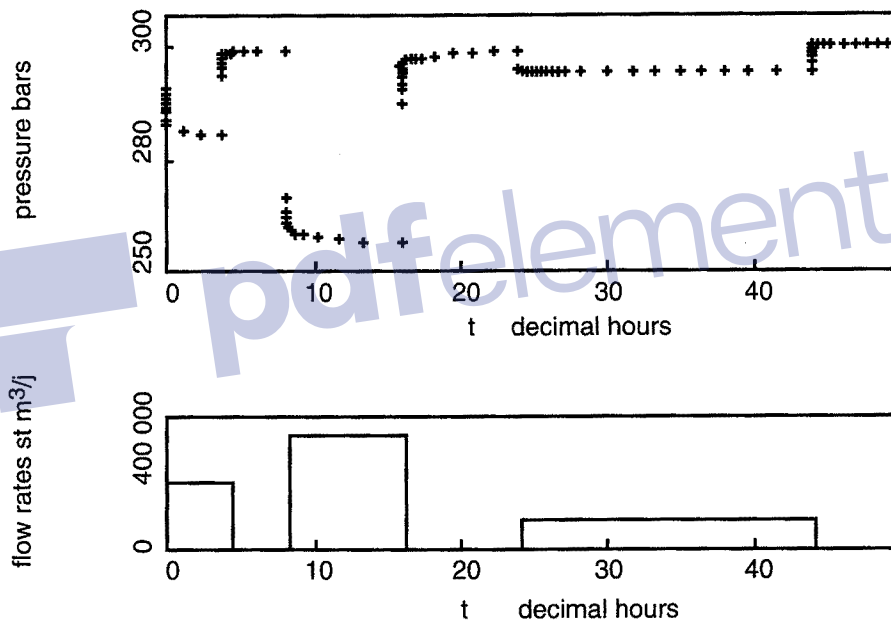 pressure bars
300
280
250
0 10 20 30 40
t decimal hours
pdfelement
flow rates st m³/j
400 000
0
0 10 20 30 40
t decimal hours